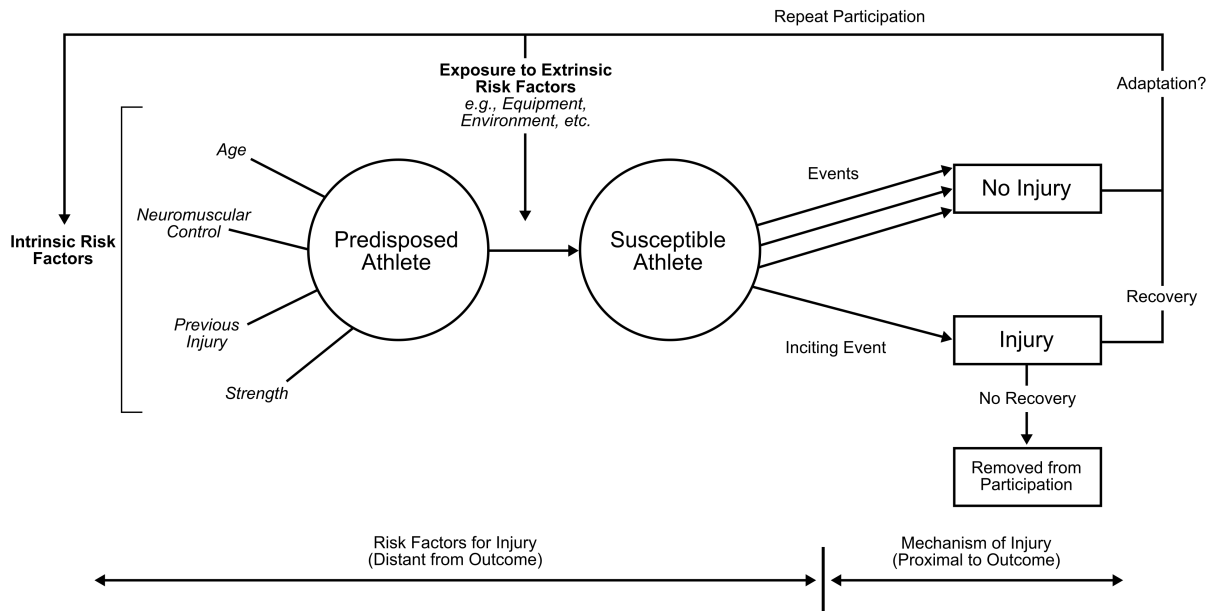 Repeat Participation
Exposure to Extrinsic
Risk Factors
e.g., Equipment,
Environment, etc.
Adaptation?
Age
Neuromuscular
Control
Intrinsic Risk
Factors
Previous
Injury
Strength
Predisposed
Athlete
Susceptible
Athlete
Events
No Injury
Recovery
Inciting Event
Injury
No Recovery
Removed from
Participation
Risk Factors for Injury
(Distant from Outcome)
Mechanism of Injury
(Proximal to Outcome)